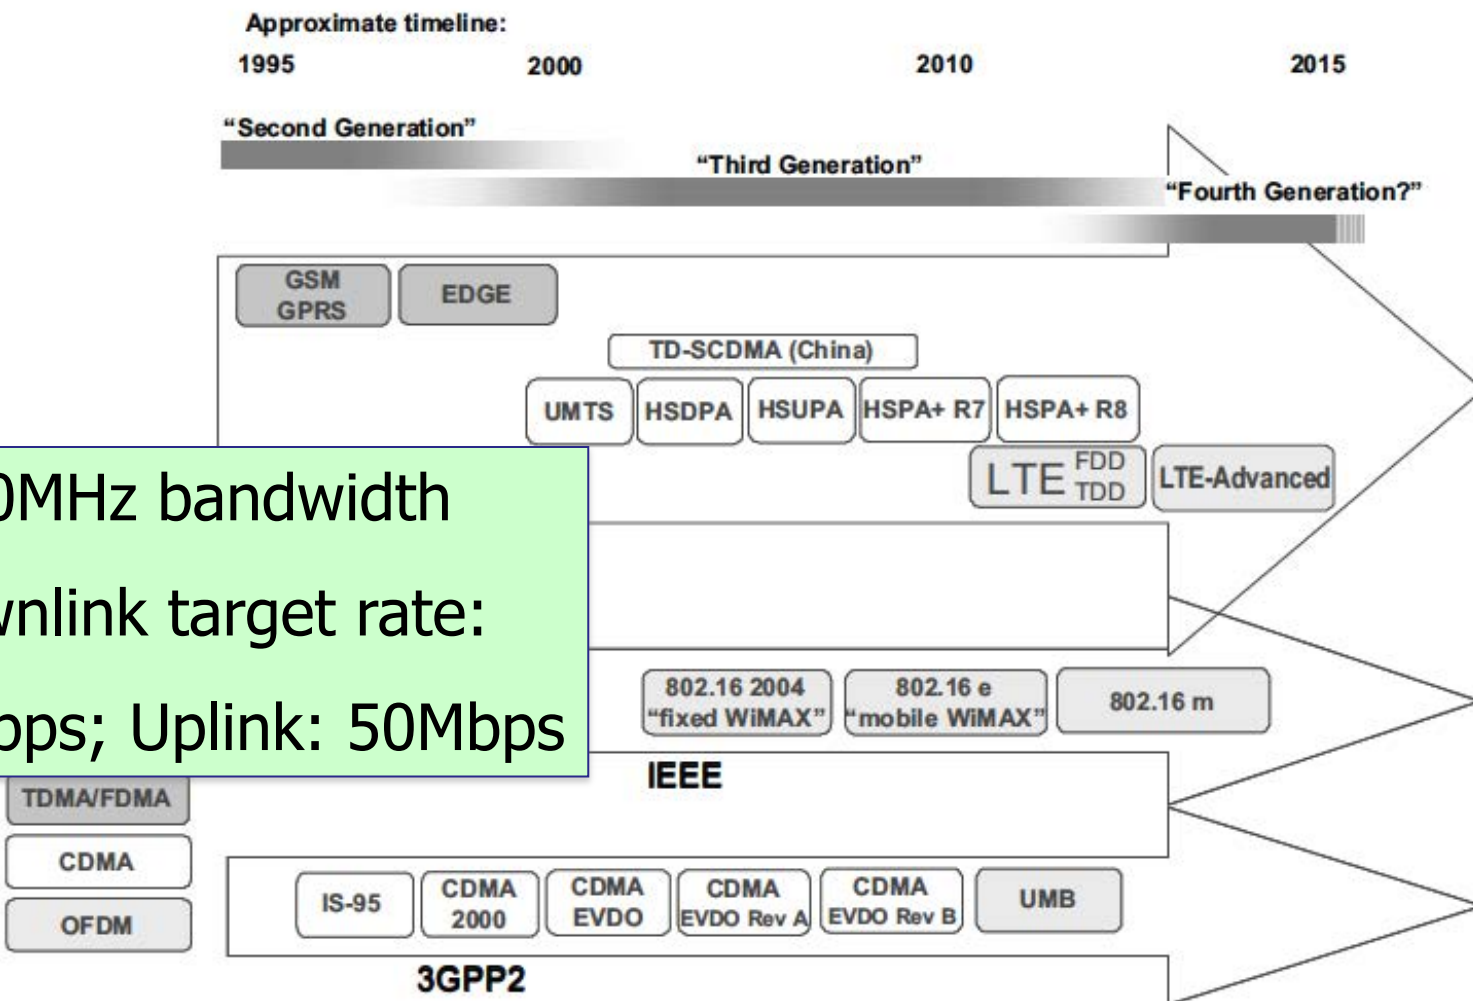 Approximate timeline:
1995 2000 2010 2015
“Second Generation”
“Third Generation”
“Fourth Generation?”
GSM
GPRS
EDGE
TD-SCDMA (China)
UMTS HSDPA HSUPA HSPA+ R7 HSPA+ R8
LTE FDD
TDD
LTE-Advanced
0MHz bandwidth
wnlink target rate:
bps; Uplink: 50Mbps
802.16 2004
“fixed WiMAX”
802.16 e
“mobile WiMAX”
802.16 m
IEEE
TDMA/FDMA
CDMA
OFDM
IS-95
CDMA
2000
CDMA
EVDO
CDMA
EVDO Rev A
CDMA
EVDO Rev B
UMB
3GPP2